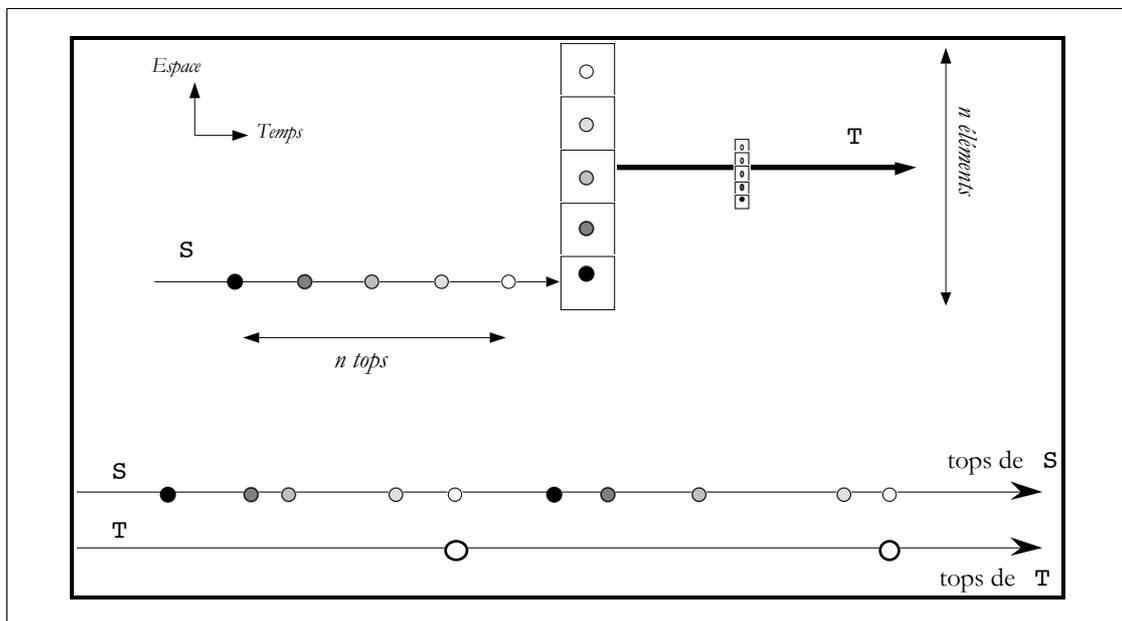 Espace
Temps
T
n éléments
S
n tops
S
tops de S
T
tops de T